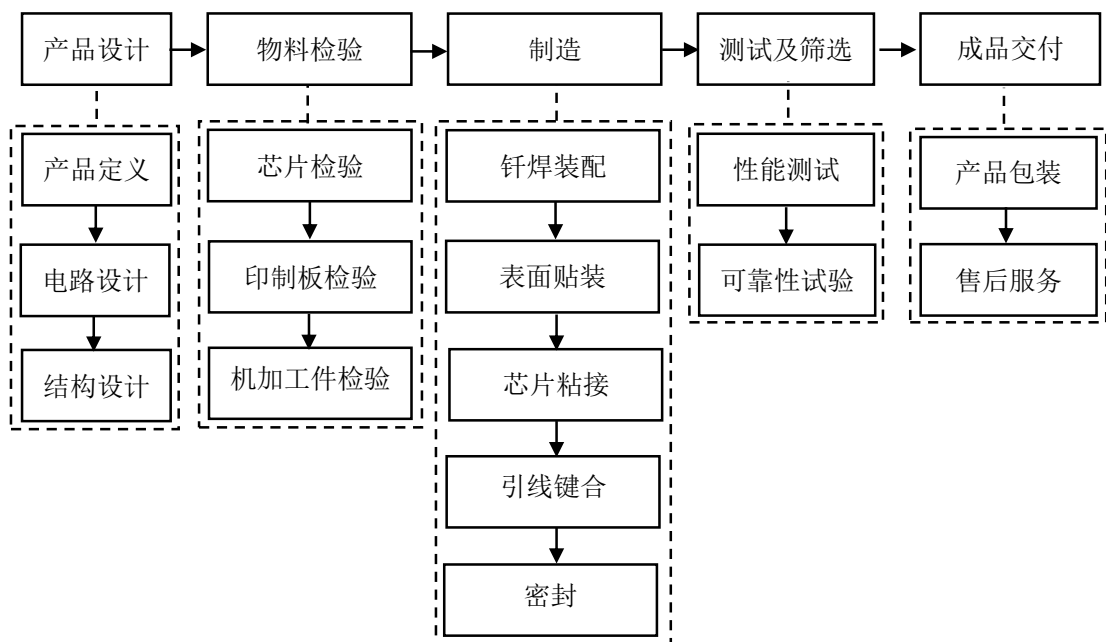 产品设计
物料检验
制造
测试及筛选
成品交付
产品定义
电路设计
结构设计
芯片检验
印制板检验
机加工件检验
钎焊装配
表面贴装
芯片粘接
引线键合
密封
性能测试
可靠性试验
产品包装
售后服务